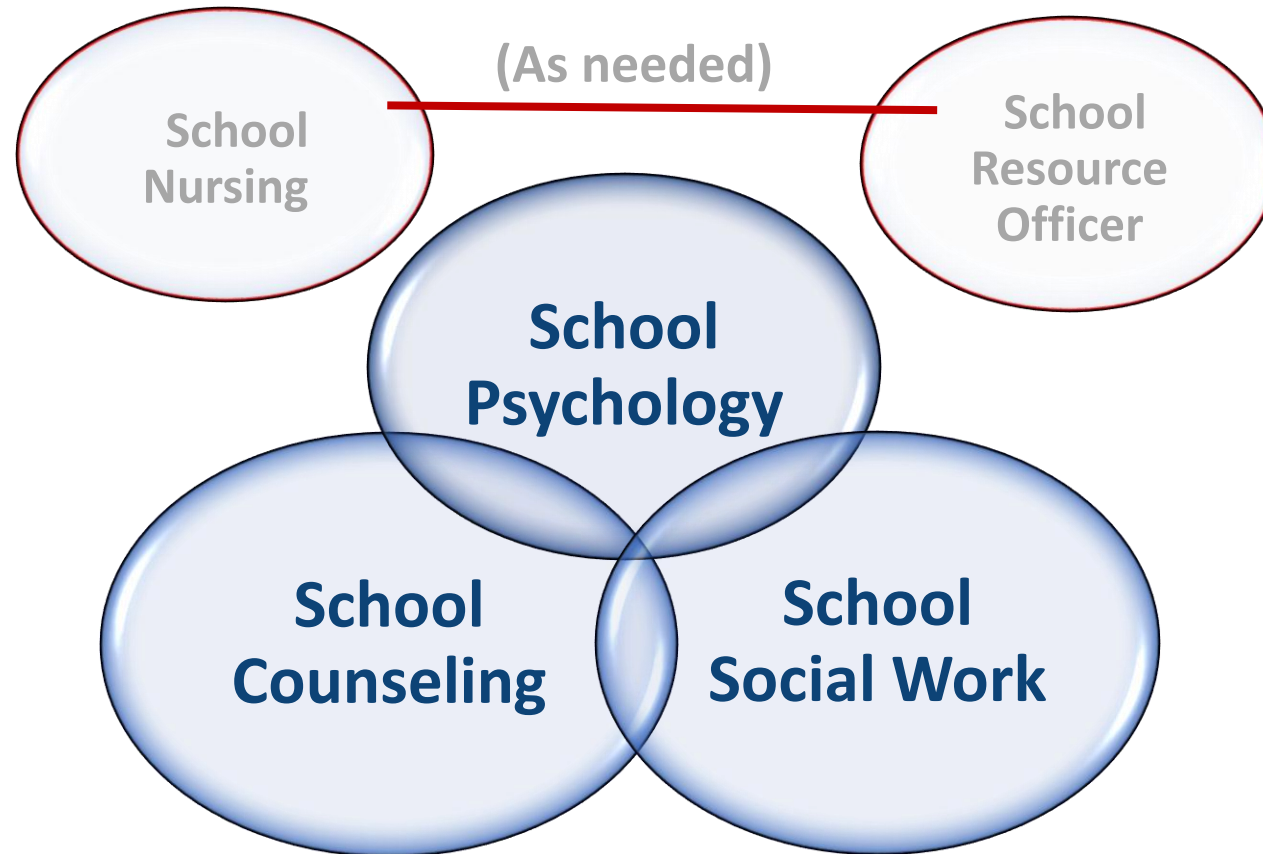 (As needed)
School
Nursing
School
Resource
Officer
School
Psychology
School
Counseling
School
Social Work